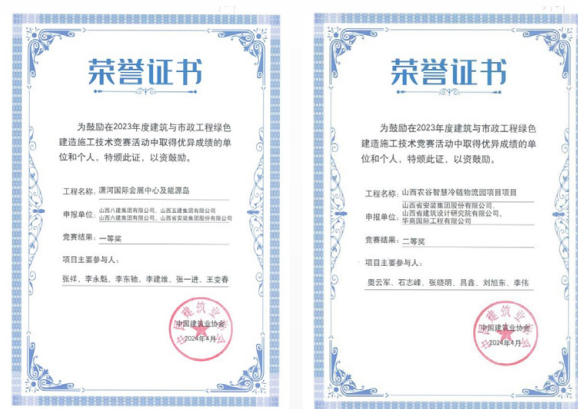 荣誉证书
为鼓励在2023年度建筑与市政工程绿色
建造施工技术竞赛活动中取得优异成绩的单
位和个人，特颁此证，以资鼓励。
工程名称：潇河国际会展中心及能源岛
申报单位：山西八建集团有限公司、山西五建集团有限公司
山西六建集团有限公司、山西省安装集团股份有限公司
竞赛结果：一等奖
项目主要参与人：
张祥、李永魁、李东驰、李建维、张一进、王变春
中国建筑业协会
2024年4月
荣誉证书
为鼓励在2023年度建筑与市政工程绿色
建造施工技术竞赛活动中取得优异成绩的单
位和个人，特颁此证，以资鼓励。
工程名称：山西农谷智慧冷链物流园项目项目
山西省安装集团股份有限公司、
申报单位：山西省建筑设计研究院有限公司、
华商国际工程有限公司
竞赛结果：二等奖
项目主要参与人：
樊云军、石志峰、张晓明、吕鑫、刘旭东、李伟
中国建筑业协会
2024年4月